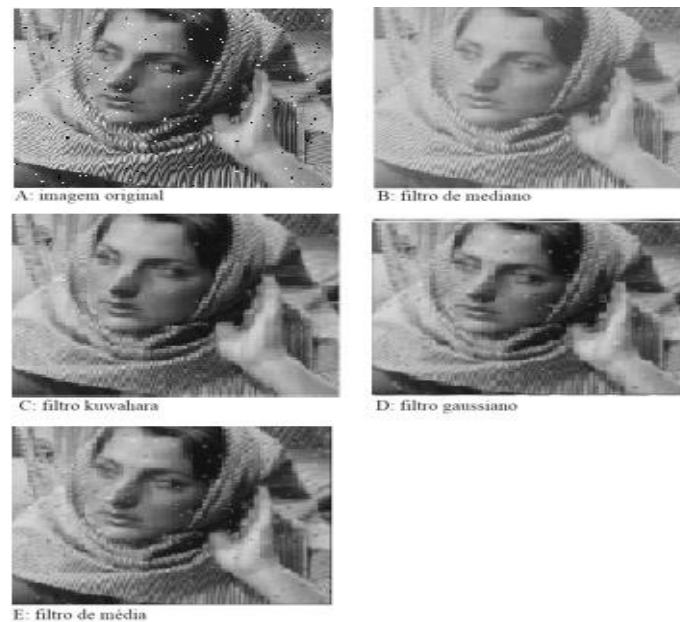 A: imagem original
B: filtro de mediano
C: filtro kuwahara
D: filtro gaussiano
E: filtro de média